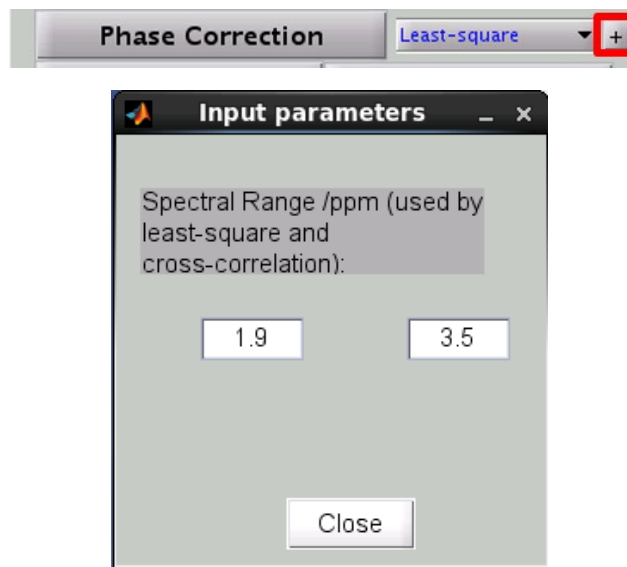 Phase Correction
Least-square
+
Input parameters
Spectral Range /ppm (used by
least-square and
cross-correlation):
1.9 3.5
Close